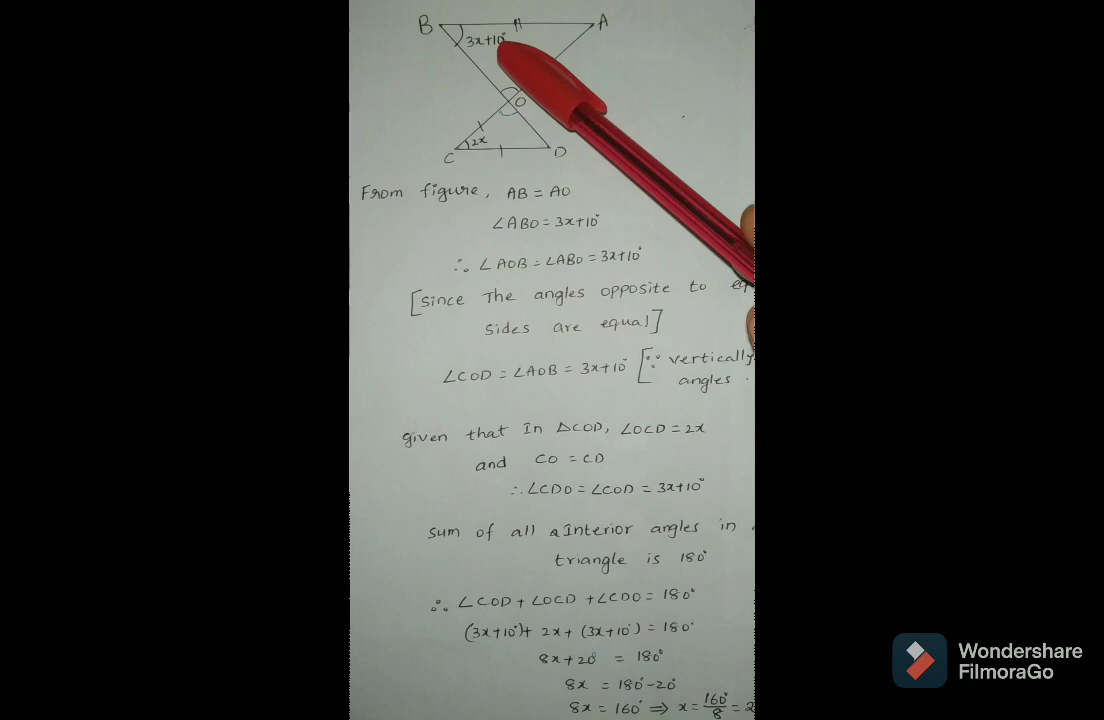 B
A
3x+10°
O
C
2x
D
From figure, AB = AO
∠ABO = 3x+10°
∴ ∠AOB = ∠ABO = 3x+10°
[Since The angles opposite to
sides are equal]
∠COD = ∠AOB = 3x+10° [∵ vertically
angles
given that In △COD, ∠OCD = 2x
and CO = CD
∴ ∠CDO = ∠COD = 3x+10°
sum of all Interior angles in
triangle is 180°
∴ ∠COD + ∠OCD + ∠CDO = 180°
(3x+10°) + 2x + (3x+10°) = 180°
8x+20° = 180°
8x = 180°-20°
8x = 160° ⇒ x = 160°/8 = 2
Wondershare
FilmoraGo